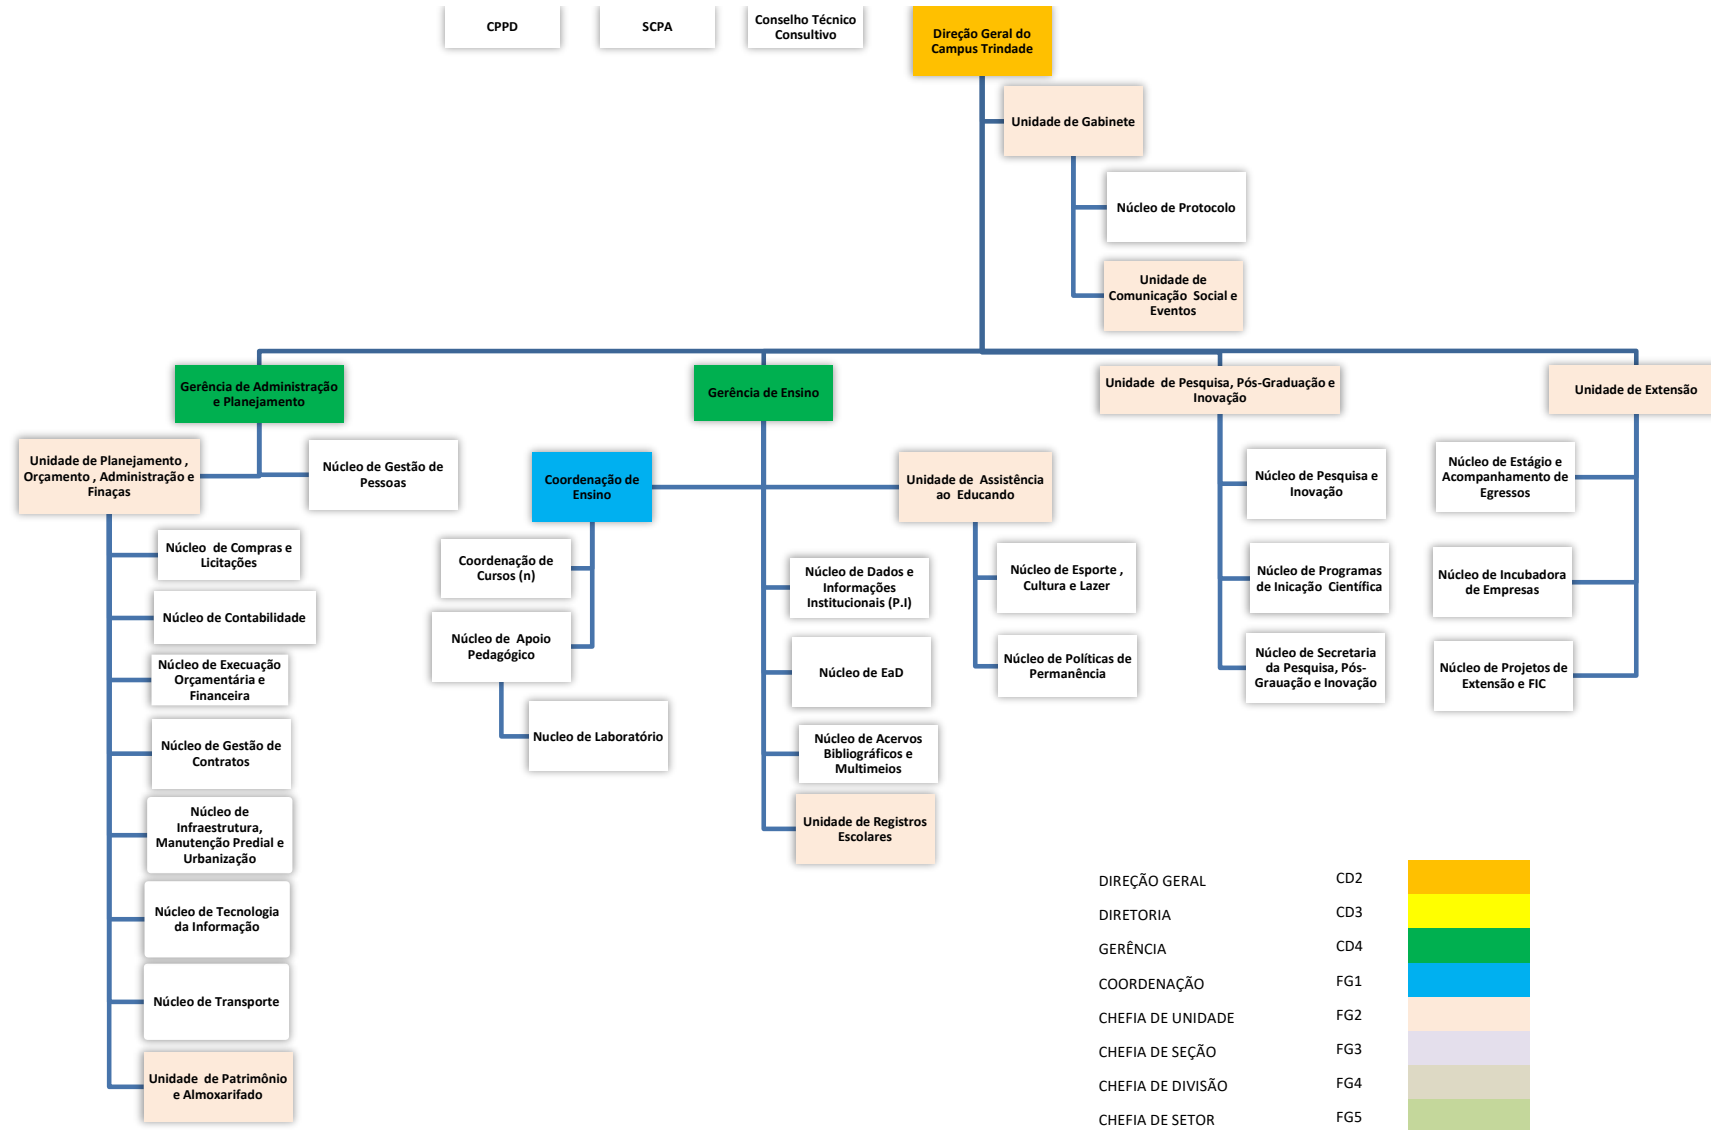 CPPD
SCPA
Conselho Técnico
Consultivo
Direção Geral do
Campus Trindade
Unidade de Gabinete
Núcleo de Protocolo
Unidade de
Comunicação  Social e
Eventos
Gerência de Administração
e Planejamento
Gerência de Ensino
Unidade  de Pesquisa, Pós-Graduação e
Inovação
Unidade de Extensão
Unidade de Planejamento ,
Orçamento , Administração e
Finaças
Núcleo de Gestão de
Pessoas
Núcleo  de Compras e
Licitações
Núcleo de Contabilidade
Núcleo de Execuação
Orçamentária e
Financeira
Núcleo de Gestão de
Contratos
Núcleo de
Infraestrutura,
Manutenção Predial e
Urbanização
Núcleo de Tecnologia
da Informação
Núcleo de Transporte
Unidade  de Patrimônio
e Almoxarifado
Coordenação de
Ensino
Coordenação de
Cursos (n)
Núcleo de  Apoio
Pedagógico
Nucleo de Laboratório
Unidade de  Assistência
ao  Educando
Núcleo de Esporte ,
Cultura e Lazer
Núcleo de Políticas de
Permanência
Núcleo de Dados e
Informações
Institucionais (P.I)
Núcleo de EaD
Núcleo de Acervos
Bibliográficos e
Multimeios
Unidade de Registros
Escolares
Núcleo de Pesquisa e
Inovação
Núcleo de Programas
de Inicação  Científica
Núcleo de Secretaria
da Pesquisa, Pós-
Grauação e Inovação
Núcleo de Estágio e
Acompanhamento de
Egressos
Núcleo de Incubadora
de Empresas
Núcleo de Projetos de
Extensão e FIC
DIREÇÃO GERAL CD2
DIRETORIA CD3
GERÊNCIA CD4
COORDENAÇÃO FG1
CHEFIA DE UNIDADE FG2
CHEFIA DE SEÇÃO FG3
CHEFIA DE DIVISÃO FG4
CHEFIA DE SETOR FG5